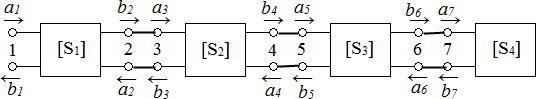 a1 b2 a3 b4 a5 b6 a7
1 [S1] 2 3 [S2] 4 5 [S3] 6 7 [S4]
b1 a2 b3 a4 b5 a6 b7